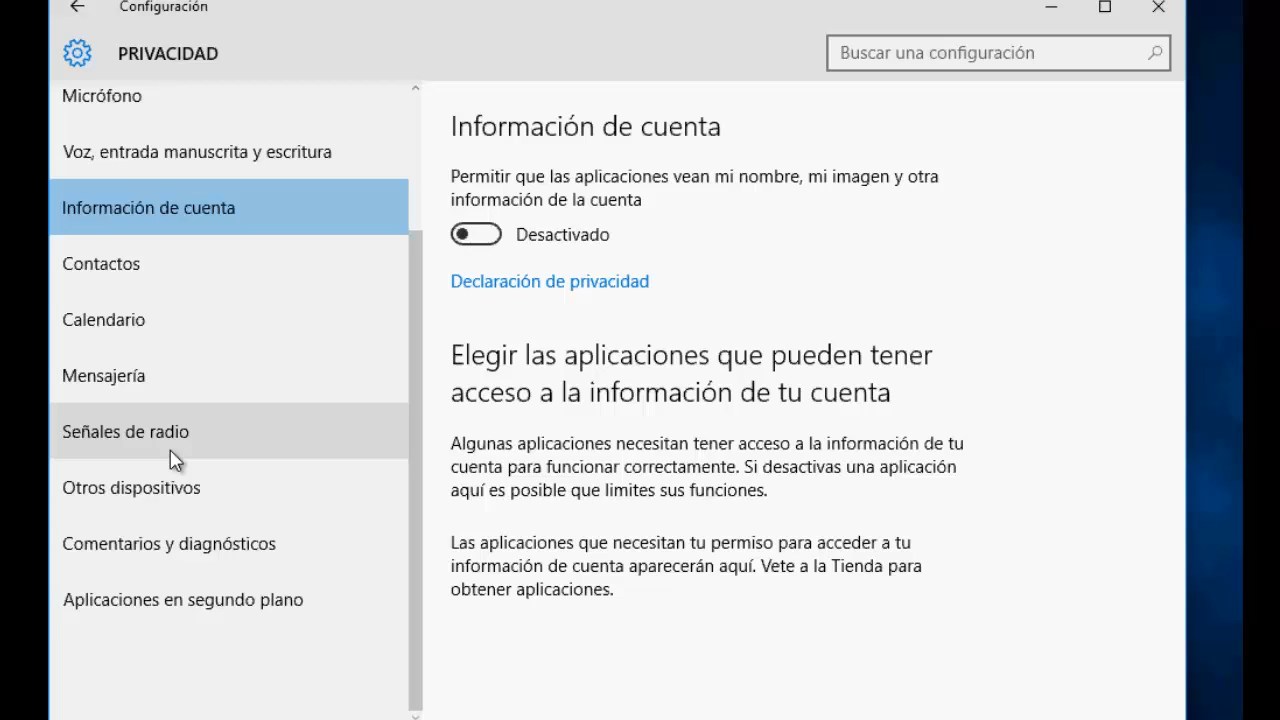 Configuración
PRIVACIDAD
Buscar una configuración
Micrófono
Voz, entrada manuscrita y escritura
Información de cuenta
Contactos
Calendario
Mensajería
Señales de radio
Otros dispositivos
Comentarios y diagnósticos
Aplicaciones en segundo plano
Información de cuenta
Permitir que las aplicaciones vean mi nombre, mi imagen y otra
información de la cuenta
Desactivado
Declaración de privacidad
Elegir las aplicaciones que pueden tener
acceso a la información de tu cuenta
Algunas aplicaciones necesitan tener acceso a la información de tu
cuenta para funcionar correctamente. Si desactivas una aplicación
aquí es posible que limites sus funciones.
Las aplicaciones que necesitan tu permiso para acceder a tu
información de cuenta aparecerán aquí. Vete a la Tienda para
obtener aplicaciones.